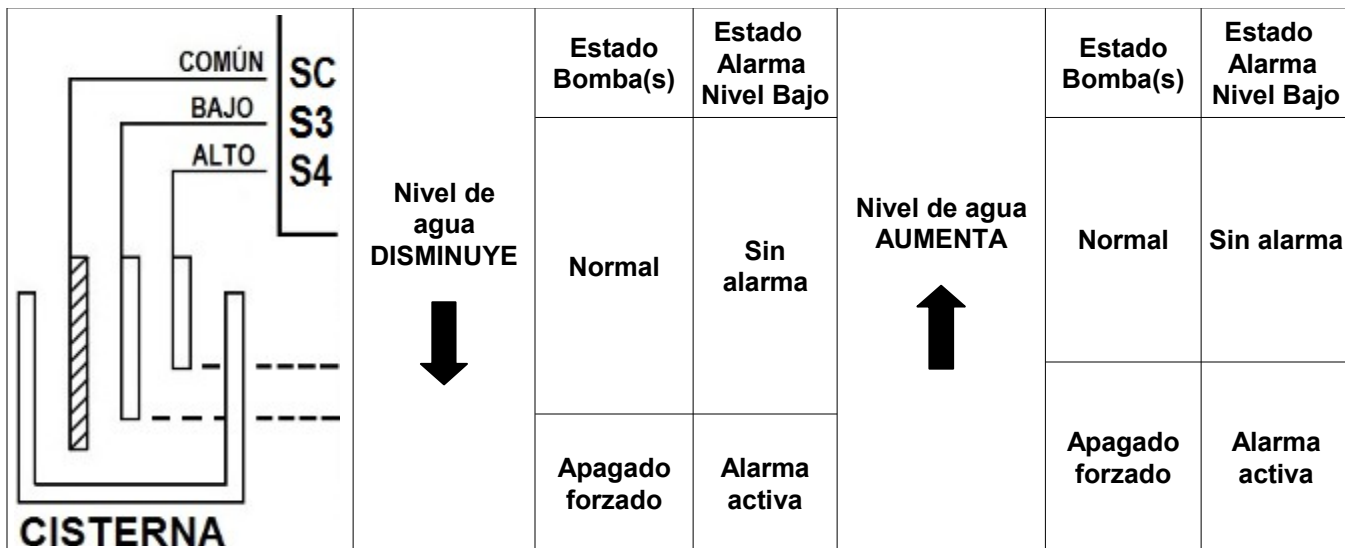 COMÚN SC
BAJO S3
ALTO S4
CISTERNA
Nivel de
agua
DISMINUYE
Estado
Bomba(s)
Estado
Alarma
Nivel Bajo
Normal
Sin
alarma
Apagado
forzado
Alarma
activa
Nivel de agua
AUMENTA
Estado
Bomba(s)
Estado
Alarma
Nivel Bajo
Normal
Sin alarma
Apagado
forzado
Alarma
activa